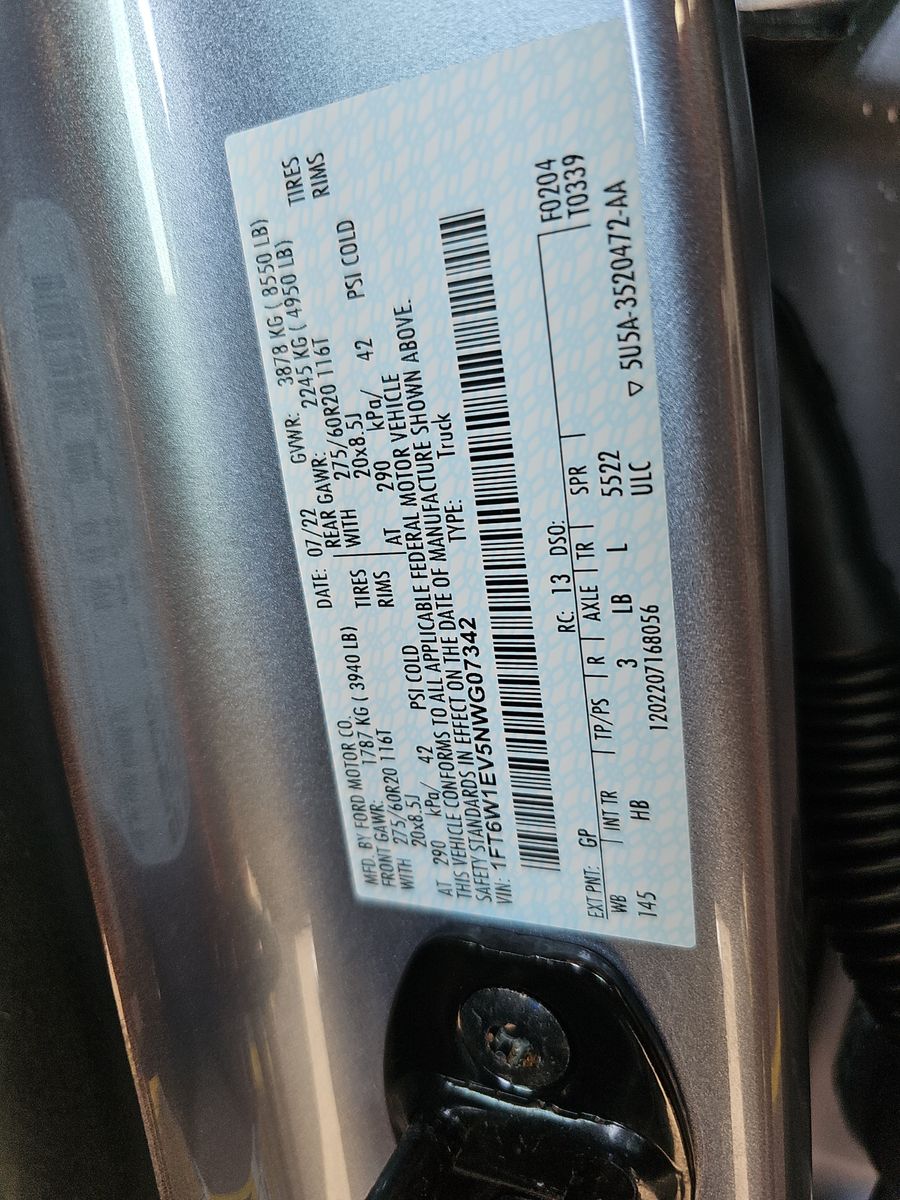 MFD. BY FORD MOTOR CO. DATE: 07/22 GVWR: 3878 KG ( 8550 LB)
FRONT GAWR: 1787 KG ( 3940 LB) REAR GAWR: 2245 KG ( 4950 LB)
WITH 275/60R20 116T TIRES WITH 275/60R20 116T TIRES
20x8.5J RIMS 20x8.5J RIMS
AT 290 kPa/ 42 PSI COLD AT 290 kPa/ 42 PSI COLD
THIS VEHICLE CONFORMS TO ALL APPLICABLE FEDERAL MOTOR VEHICLE
SAFETY STANDARDS IN EFFECT ON THE DATE OF MANUFACTURE SHOWN ABOVE.
VIN: 1FT6W1EV5NWG07342 TYPE: Truck
F0204
EXT PNT: GP RC: 13 DSO: T0339
WB INT TR TP/PS R AXLE TR SPR
145 HB 3 LB L 5522
1202207168056 ULC ▽ 5U5A-3520472-AA